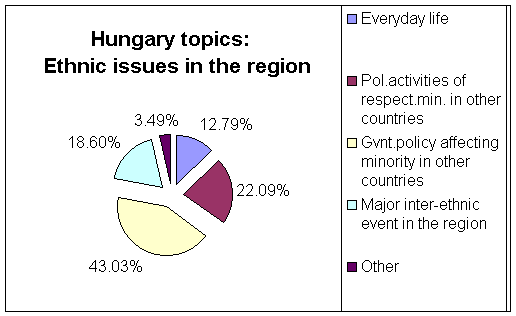 Hungary topics:
Ethnic issues in the region
3.49%
12.79%
18.60%
22.09%
43.03%
Everyday life
Pol.activities of
respect.min. in other
countries
Gvnt.policy affecting
minority in other
countries
Major inter-ethnic
event in the region
Other